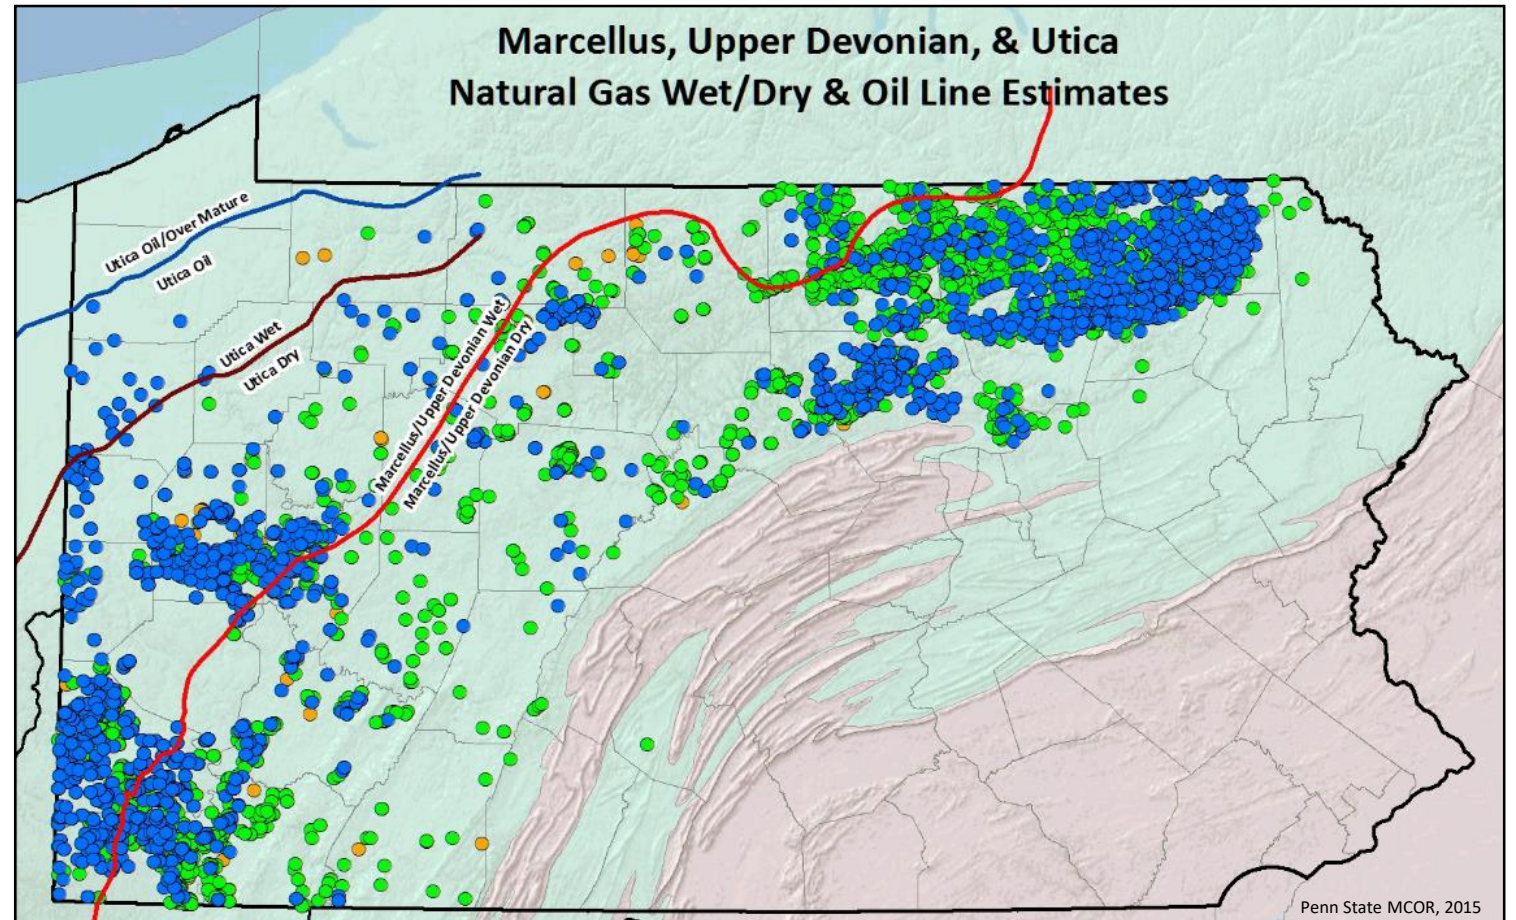 Marcellus, Upper Devonian, & Utica
Natural Gas Wet/Dry & Oil Line Estimates
Utica Oil/Over Mature
Utica Oil
Utica Wet
Utica Dry
Marcellus/Upper Devonian Wet)
Marcellus/Upper Devonian Dry)
Penn State MCOR, 2015